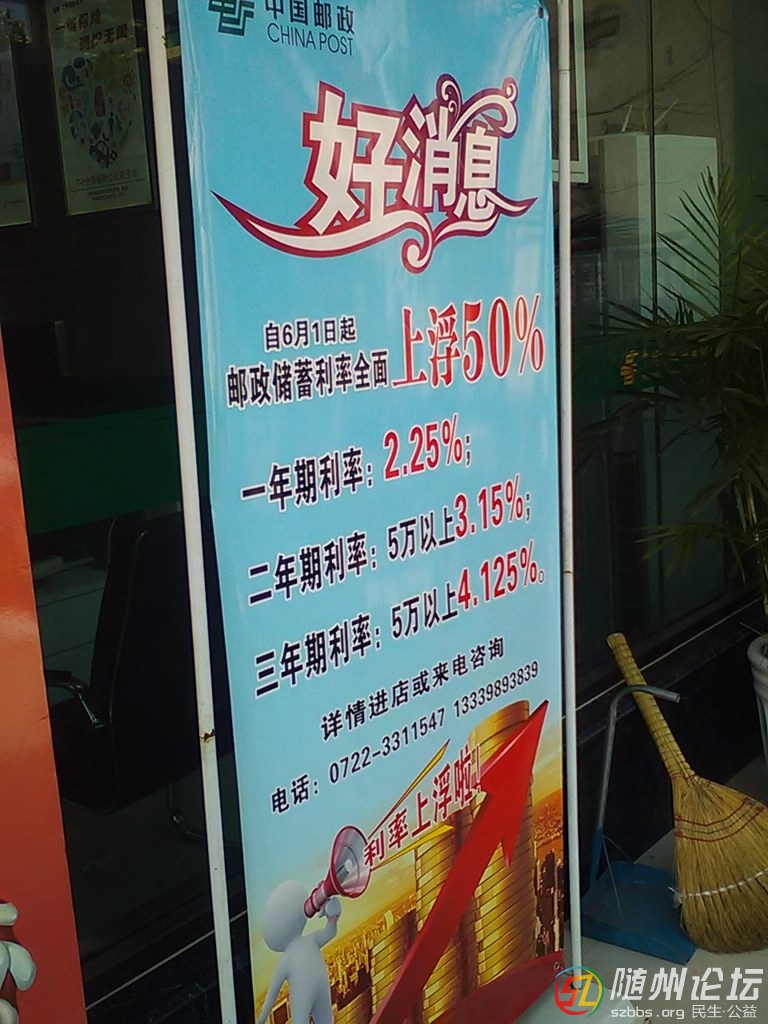 中国邮政
CHINA POST
好消息
自6月1日起
邮政储蓄利率全面上浮50%
一年期利率：2.25%；
二年期利率：5万以上3.15%；
三年期利率：5万以上4.125%。
详情进店或来电咨询
电话：0722-3311547 13339893839
利率上浮啦！
随州论坛
szbbs.org 民生·公益